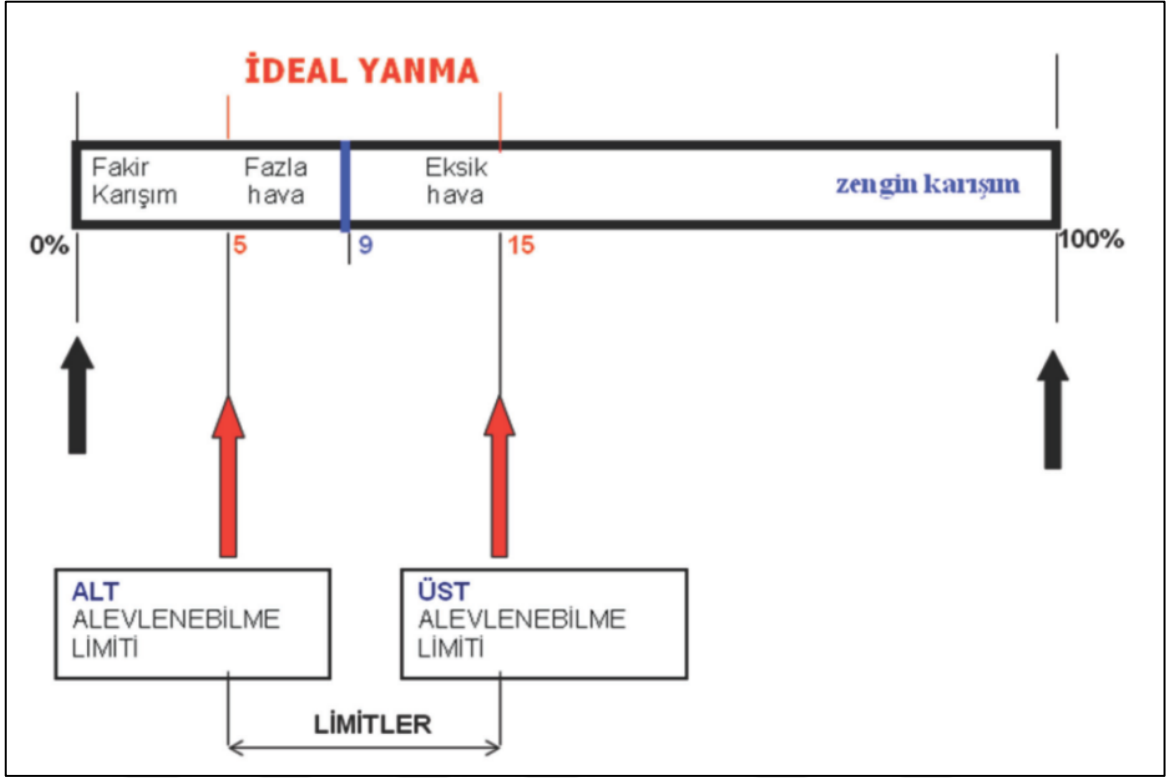 İDEAL YANMA
Fakir
Karışım
Fazla
hava
Eksik
hava
zengin karışım
0%
5
9
15
100%
ALT
ALEVLENEBİLME
LİMİTİ
ÜST
ALEVLENEBİLME
LİMİTİ
LİMİTLER